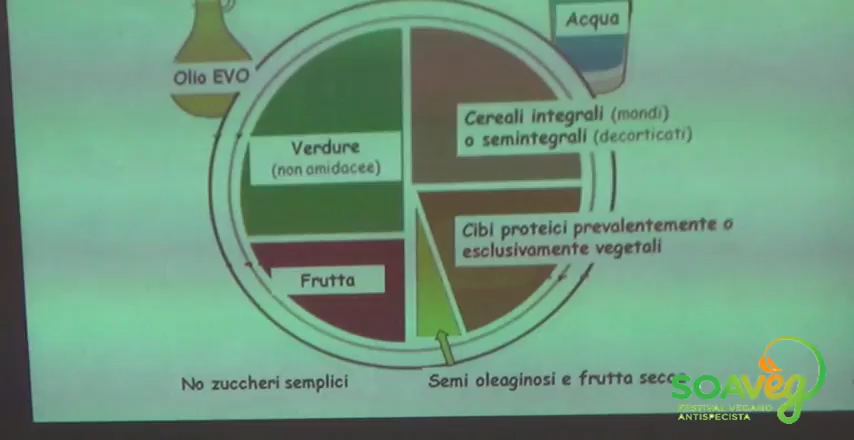 Acqua
Olio EVO
Cereali integrali (mondi)
o semintegrali (decorticati)
Verdure
(non amidacee)
Cibi proteici prevalentemente o
esclusivamente vegetali
Frutta
No zuccheri semplici
Semi oleaginosi e frutta secca
SOAVEG
FESTIVAL VEGANO
ANTISPECISTA